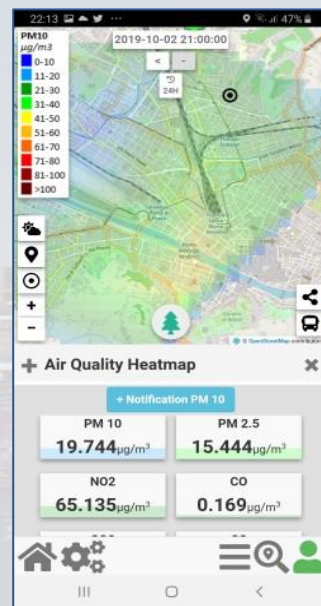 22:13
47%
PM10
µg/m3
0-10
11-20
21-30
31-40
41-50
51-60
61-70
71-80
81-100
>100
2019-10-02 21:00:00
<
-
24H
+
−
© OpenStreetMap contributors
Air Quality Heatmap
+ Notification PM 10
PM 10
19.744µg/m³
PM 2.5
15.444µg/m³
NO2
65.135µg/m³
CO
0.169µg/m³